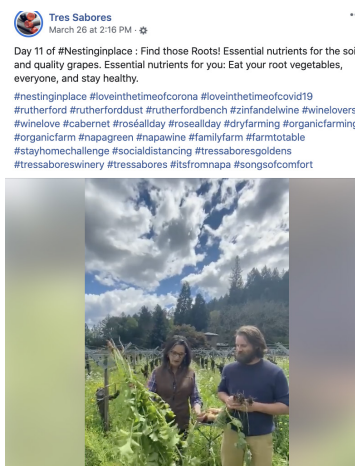 Tres Sabores
March 26 at 2:16 PM ·
Day 11 of #Nestinginplace : Find those Roots! Essential nutrients for the soi
and quality grapes. Essential nutrients for you: Eat your root vegetables,
everyone, and stay healthy.
#nestinginplace #loveinthetimeofcorona #loveinthetimeofcovid19
#rutherford #rutherforddust #rutherfordbench #zinfandelwine #winelovers
#winelove #cabernet #roséallday #roseallday #dryfarming #organicfarming
#organicfarm #napagreen #napawine #familyfarm #farmtotable
#stayhomechallenge #socialdistancing #tressaboresgoldens
#tressaboreswinery #tressabores #itsfromnapa #songsofcomfort